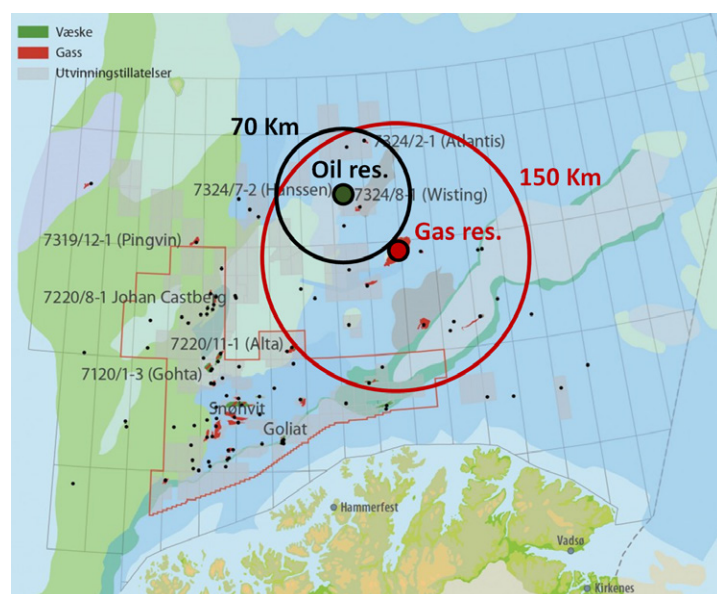 Væske
Gass
Utvinningstillatelser
70 Km
7324/2-1 (Atlantis)
Oil res.
150 Km
7324/7-2 (Hanssen)
7324/8-1 (Wisting)
Gas res.
7319/12-1 (Pingvin)
7220/8-1 Johan Castberg
7220/11-1 (Alta)
7120/1-3 (Gohta)
Snøhvit
Goliat
Hammerfest
Vadsø
Kirkenes